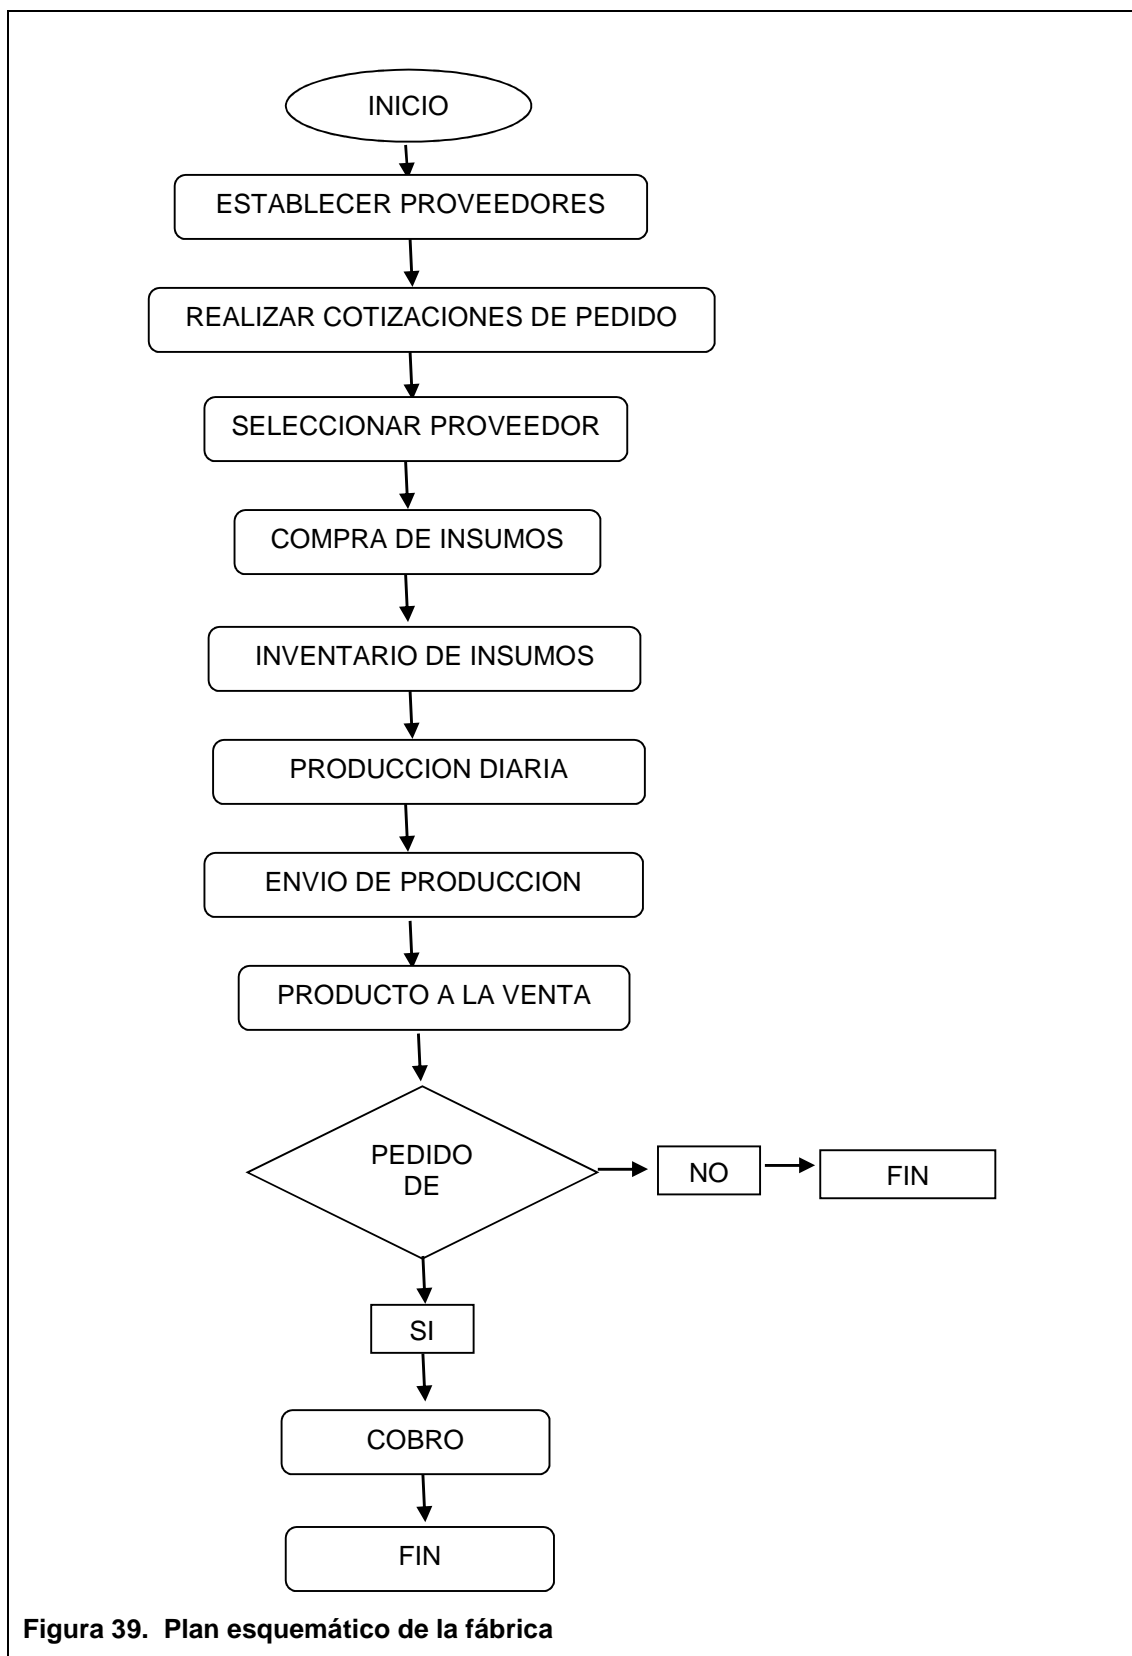 INICIO
ESTABLECER PROVEEDORES
REALIZAR COTIZACIONES DE PEDIDO
SELECCIONAR PROVEEDOR
COMPRA DE INSUMOS
INVENTARIO DE INSUMOS
PRODUCCION DIARIA
ENVIO DE PRODUCCION
PRODUCTO A LA VENTA
PEDIDO
DE
NO
FIN
SI
COBRO
FIN
Figura 39. Plan esquemático de la fábrica